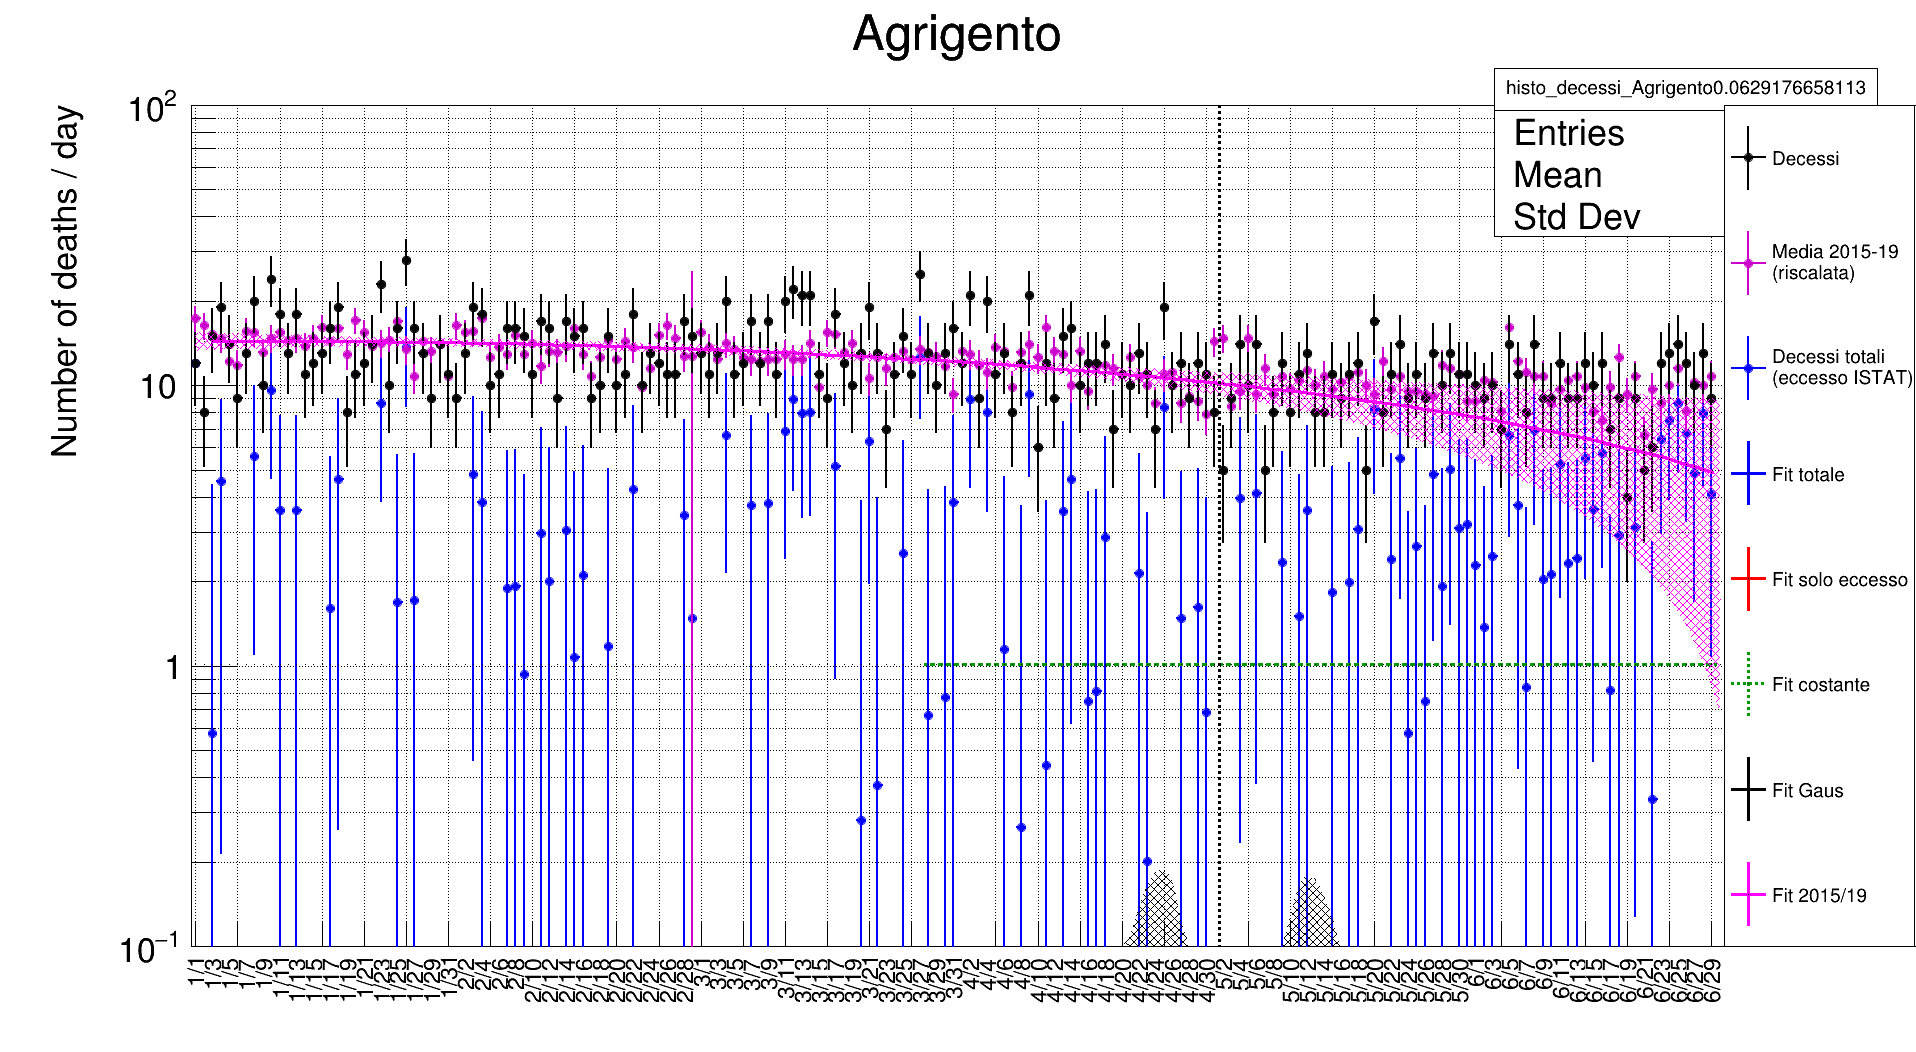 Agrigento
Number of deaths / day
10²
10
1
10⁻¹
histo_decessi_Agrigento0.0629176658113
Entries
Mean
Std Dev
Decessi
Media 2015-19
(riscalata)
Decessi totali
(eccesso ISTAT)
Fit totale
Fit solo eccesso
Fit costante
Fit Gaus
Fit 2015/19
1/1 1/3 1/5 1/7 1/9 1/11 1/13 1/15 1/17 1/19 1/21 1/23 1/25 1/27 1/29 1/31 2/2 2/4 2/6 2/8 2/10 2/12 2/14 2/16 2/18 2/20 2/22 2/24 2/26 2/28 3/1 3/3 3/5 3/7 3/9 3/11 3/13 3/15 3/17 3/19 3/21 3/23 3/25 3/27 3/29 3/31 4/2 4/4 4/6 4/8 4/10 4/12 4/14 4/16 4/18 4/20 4/22 4/24 4/26 4/28 4/30 5/2 5/4 5/6 5/8 5/10 5/12 5/14 5/16 5/18 5/20 5/22 5/24 5/26 5/28 5/30 6/1 6/3 6/5 6/7 6/9 6/11 6/13 6/15 6/17 6/19 6/21 6/23 6/25 6/27 6/29